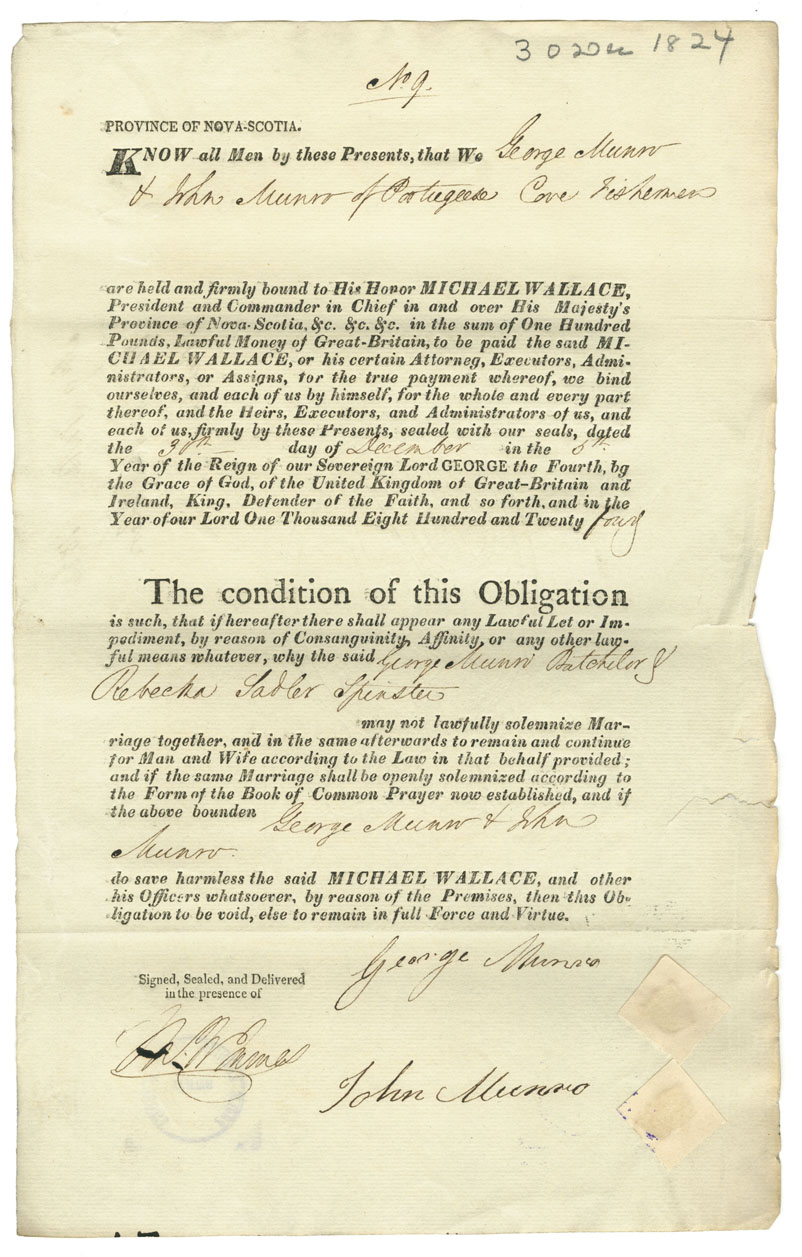 30 Dec 1824
No 9.
PROVINCE OF NOVA-SCOTIA.
KNOW all Men by these Presents, that We George Munro
& John Munro of Portugeese Cove Fishermen
are held and firmly bound to His Honor MICHAEL WALLACE,
President and Commander in Chief in and over His Majesty's
Province of Nova-Scotia, &c. &c. &c. in the sum of One Hundred
Pounds, Lawful Money of Great-Britain, to be paid the said MI-
CHAEL WALLACE, or his certain Attorneg, Executors, Admi-
nistrators, or Assigns, for the true payment whereof, we bind
ourselves, and each of us by himself, for the whole and every part
thereof, and the Heirs, Executors, and Administrators of us, and
each of us, firmly by these Presents, sealed with our seals, dated
the 30th day of December in the 5th
Year of the Reign of our Sovereign Lord GEORGE the Fourth, bg
the Grace of God, of the United Kingdom of Great-Britain and
Ireland, King, Defender of the Faith, and so forth, and in the
Year of our Lord One Thousand Eight Hundred and Twenty four
The condition of this Obligation
is such, that if hereafter there shall appear any Lawful Let or Im-
pediment, by reason of Consanguinity, Affinity, or any other law-
ful means whatever, why the said George Munro Batchelor &
Rebecka Sadler Spinster
may not lawfully solemnize Mar-
riage together, and in the same afterwards to remain and continue
for Man and Wife according to the Law in that behalf provided;
and if the same Marriage shall be openly solemnized according to
the Form of the Book of Common Prayer now established, and if
the above bounden George Munro & John
Munro.
do save harmless the said MICHAEL WALLACE, and other
his Officers whatsoever, by reason of the Premises, then this Ob-
ligation to be void, else to remain in full Force and Virtue.
George Munro
Signed, Sealed, and Delivered
in the presence of
John Munro